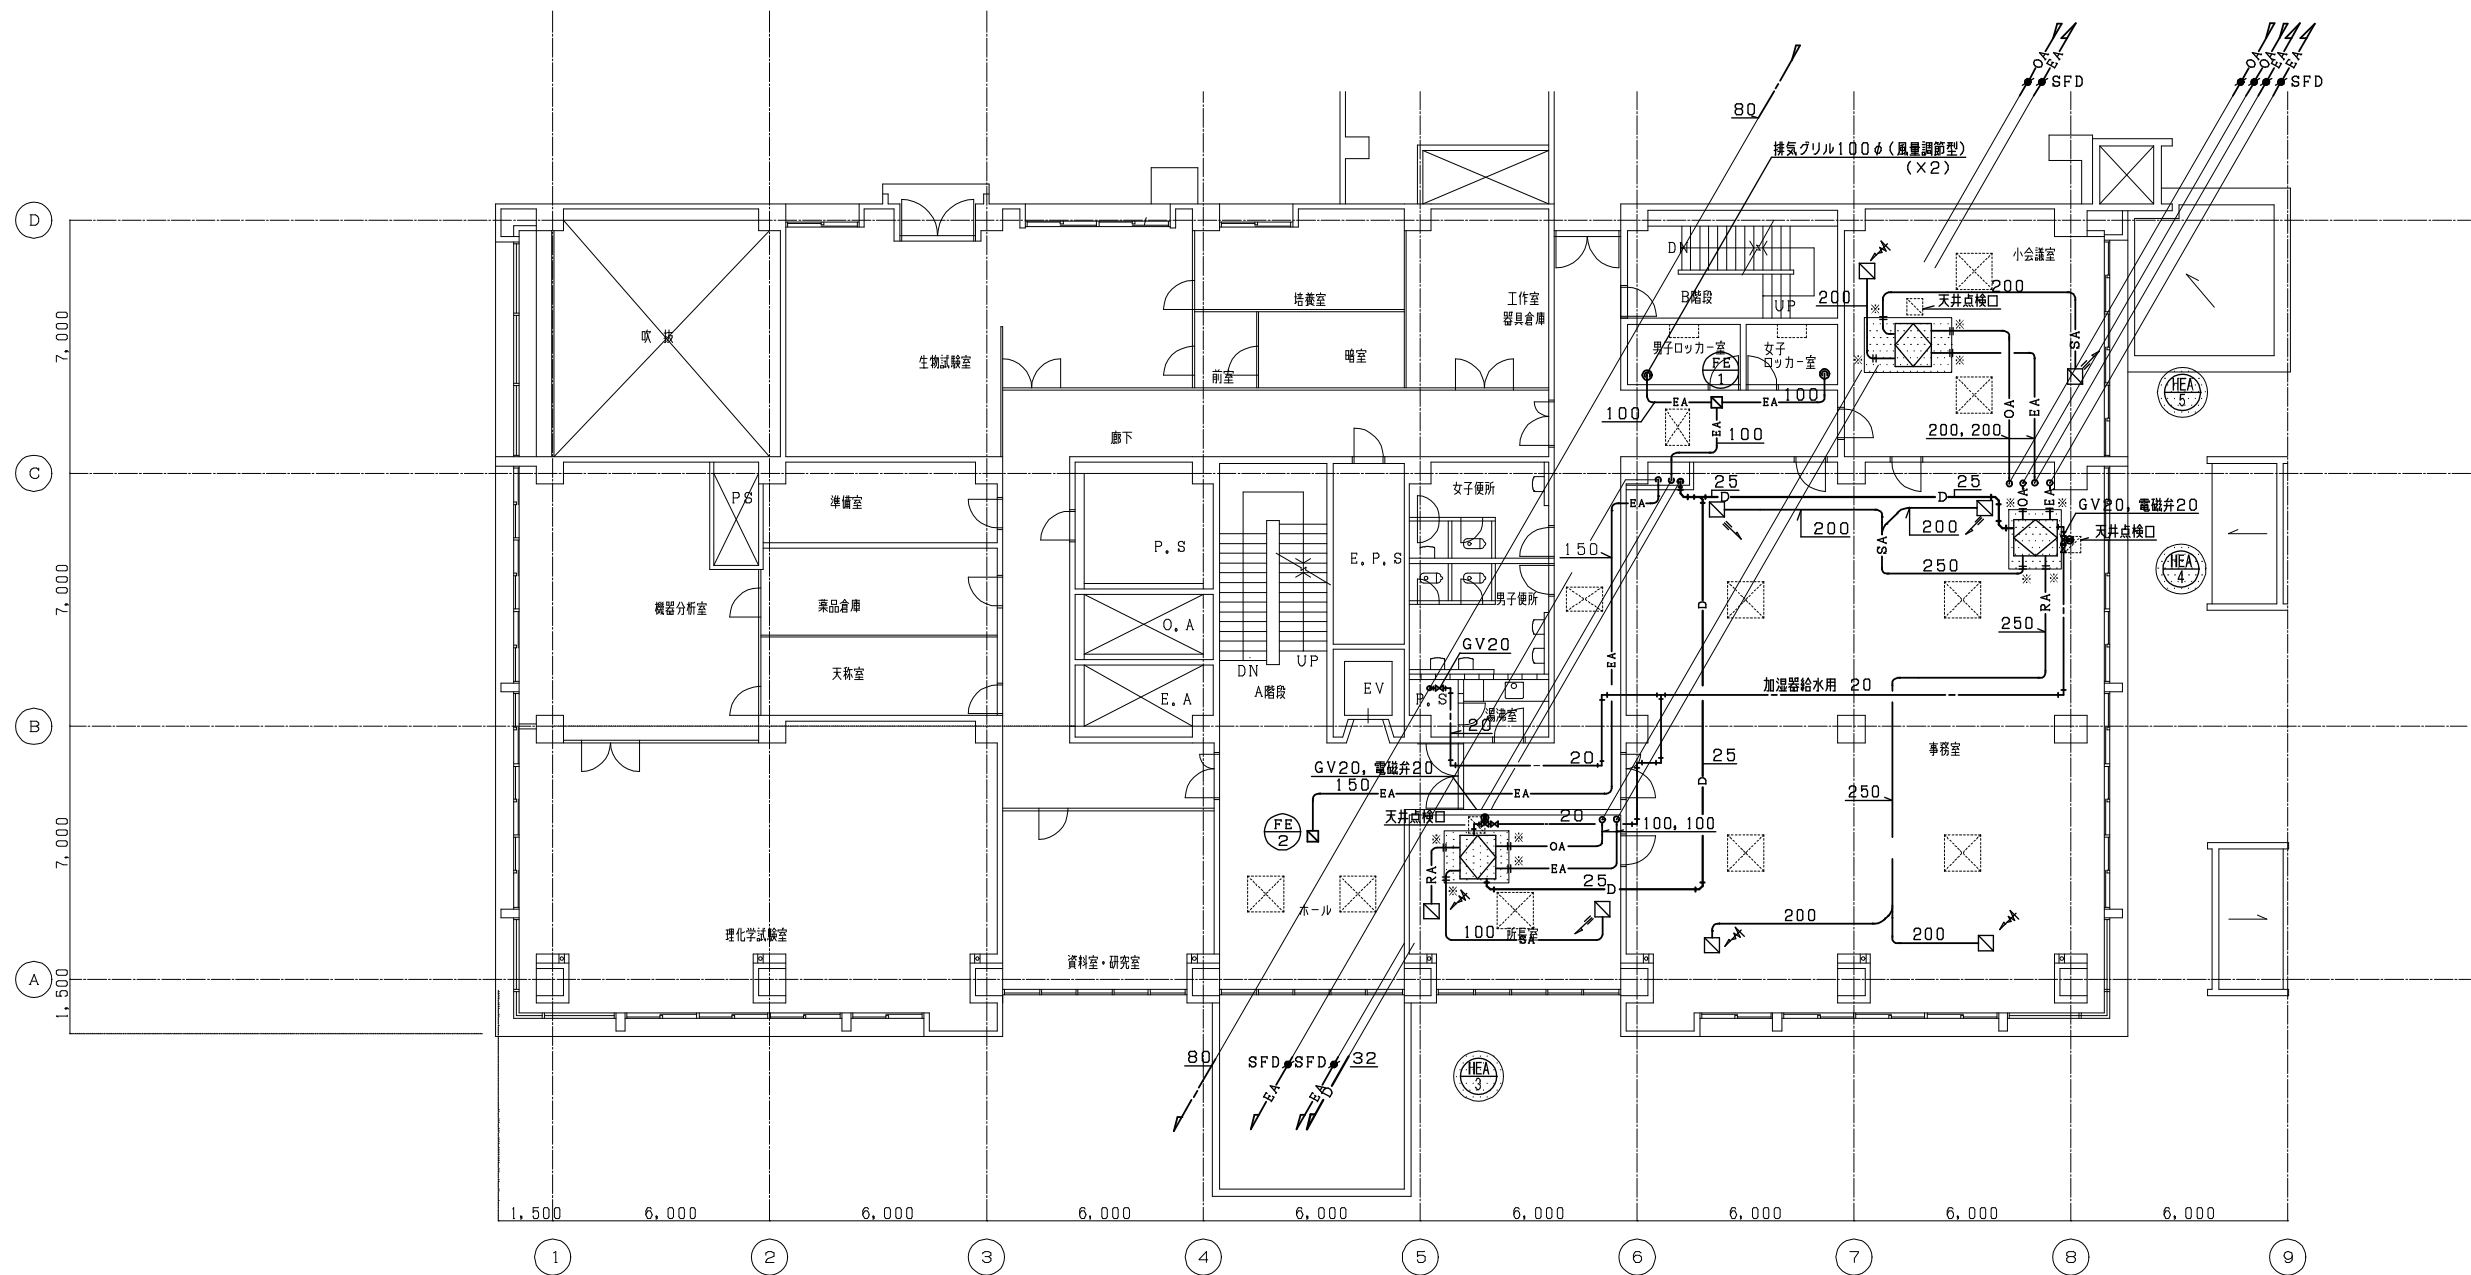 OA
EA
SFD
OA
OA
EA
EA
SFD
80
排気グリル100φ(風量調節型)
(×2)
D
小会議室
DN
B階段
UP
200
200
天井点検口
※
※
※
※
SA
吹 抜
培養室
工作室
器具倉庫
生物試験室
暗室
前室
男子ロッカー室
女子
ロッカー室
FE
1
100
EA
EA
100
EA
100
OA
EA
200,200
HEA
5
7,000
廊下
C
PS
準備室
女子便所
25
D
D
25
※
OA
EA
※
GV20,電磁弁20
天井点検口
EA
200
SA
200
250
※
※
HEA
4
P.S
E.P.S
150
機器分析室
薬品倉庫
男子便所
D
RA
250
7,000
O.A
天秤室
DN
UP
A階段
GV20
EA
E.A
EV
P.S
湯沸室
20
加湿器給水用 20
B
事務室
GV20,電磁弁20
20
25
D
150
EA
EA
250
天井点検口
20
100,100
FE
2
※
※
OA
※
EA
RA
※
25
D
7,000
ホール
100
所長室
SA
200
200
理化学試験室
資料室・研究室
A
1,500
80
SFD
SFD
32
EA
EA
D
HEA
3
1,500
6,000
6,000
6,000
6,000
6,000
6,000
6,000
6,000
1
2
3
4
5
6
7
8
9